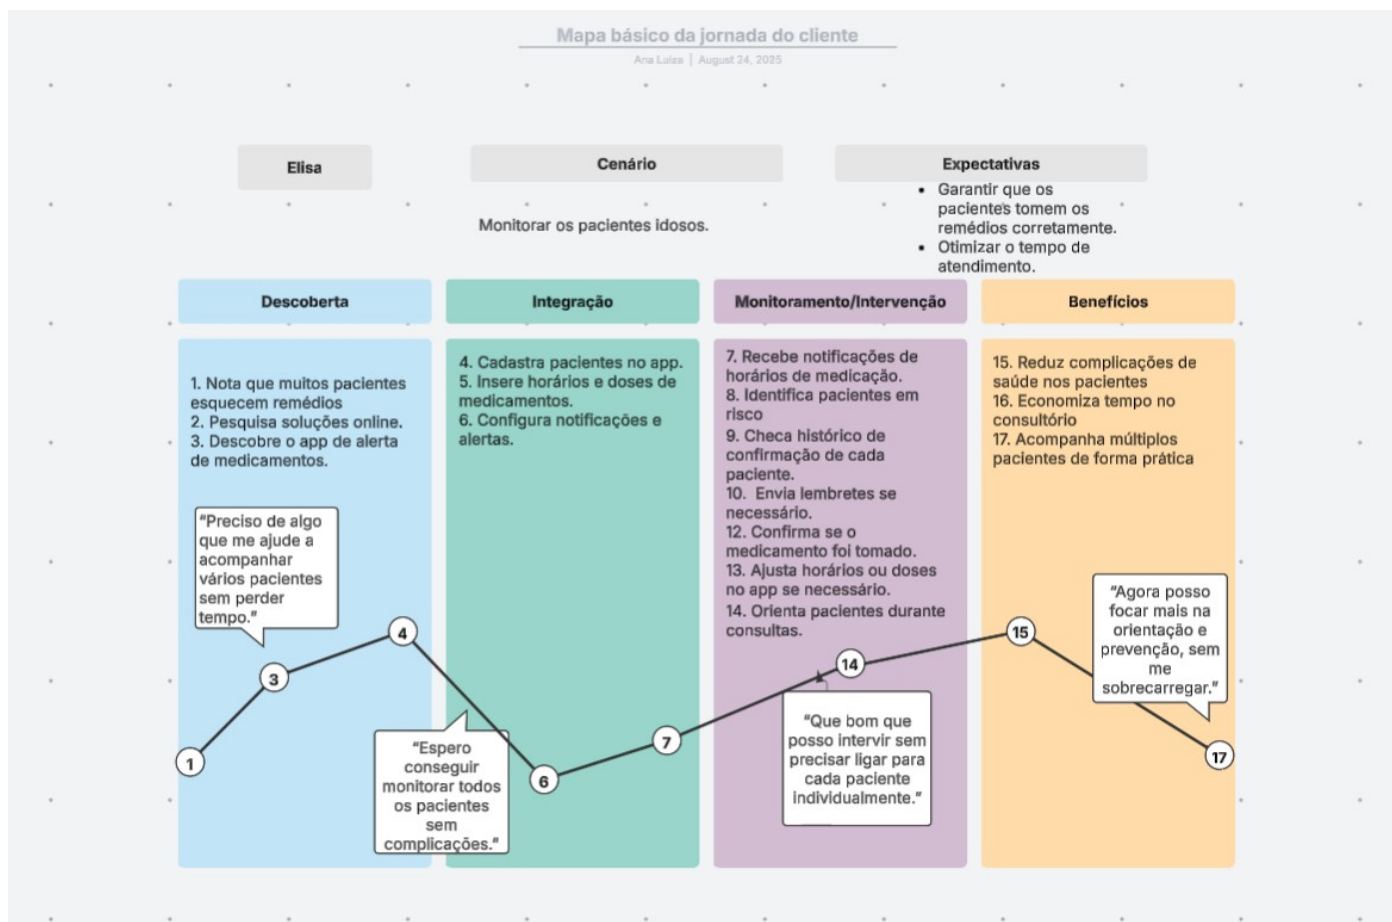 Mapa básico da jornada do cliente
Ana Luiza | August 24, 2025
Elisa
Cenário
Expectativas
Monitorar os pacientes idosos.
▪ Garantir que os
pacientes tomem os
remédios corretamente.
▪ Otimizar o tempo de
atendimento.
Descoberta
Integração
Monitoramento/Intervenção
Benefícios
1. Nota que muitos pacientes
esquecem remédios
2. Pesquisa soluções online.
3. Descobre o app de alerta
de medicamentos.
4. Cadastra pacientes no app.
5. Insere horários e doses de
medicamentos.
6. Configura notificações e
alertas.
7. Recebe notificações de
horários de medicação.
8. Identifica pacientes em
risco
9. Checa histórico de
confirmação de cada
paciente.
10. Envia lembretes se
necessário.
12. Confirma se o
medicamento foi tomado.
13. Ajusta horários ou doses
no app se necessário.
14. Orienta pacientes durante
consultas.
15. Reduz complicações de
saúde nos pacientes
16. Economiza tempo no
consultório
17. Acompanha múltiplos
pacientes de forma prática
“Preciso de algo
que me ajude a
acompanhar
vários pacientes
sem perder
tempo.”
“Espero
conseguir
monitorar todos
os pacientes
sem
complicações.”
“Que bom que
posso intervir sem
precisar ligar para
cada paciente
individualmente.”
“Agora posso
focar mais na
orientação e
prevenção, sem
me
sobrecarregar.”
1
3
4
6
7
14
15
17